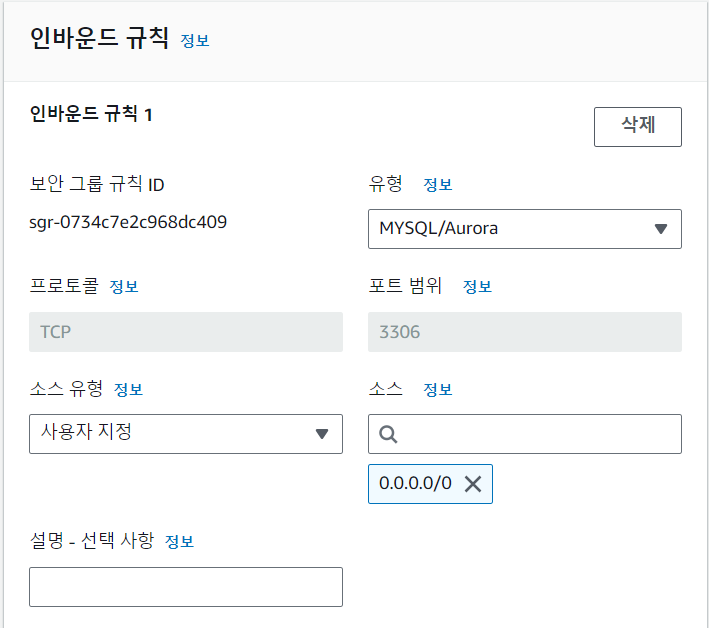 인바운드 규칙 정보
인바운드 규칙 1
삭제
보안 그룹 규칙 ID
sgr-0734c7e2c968dc409
유형 정보
MYSQL/Aurora
프로토콜 정보
TCP
포트 범위 정보
3306
소스 유형 정보
사용자 지정
소스 정보
0.0.0.0/0
설명 - 선택 사항 정보